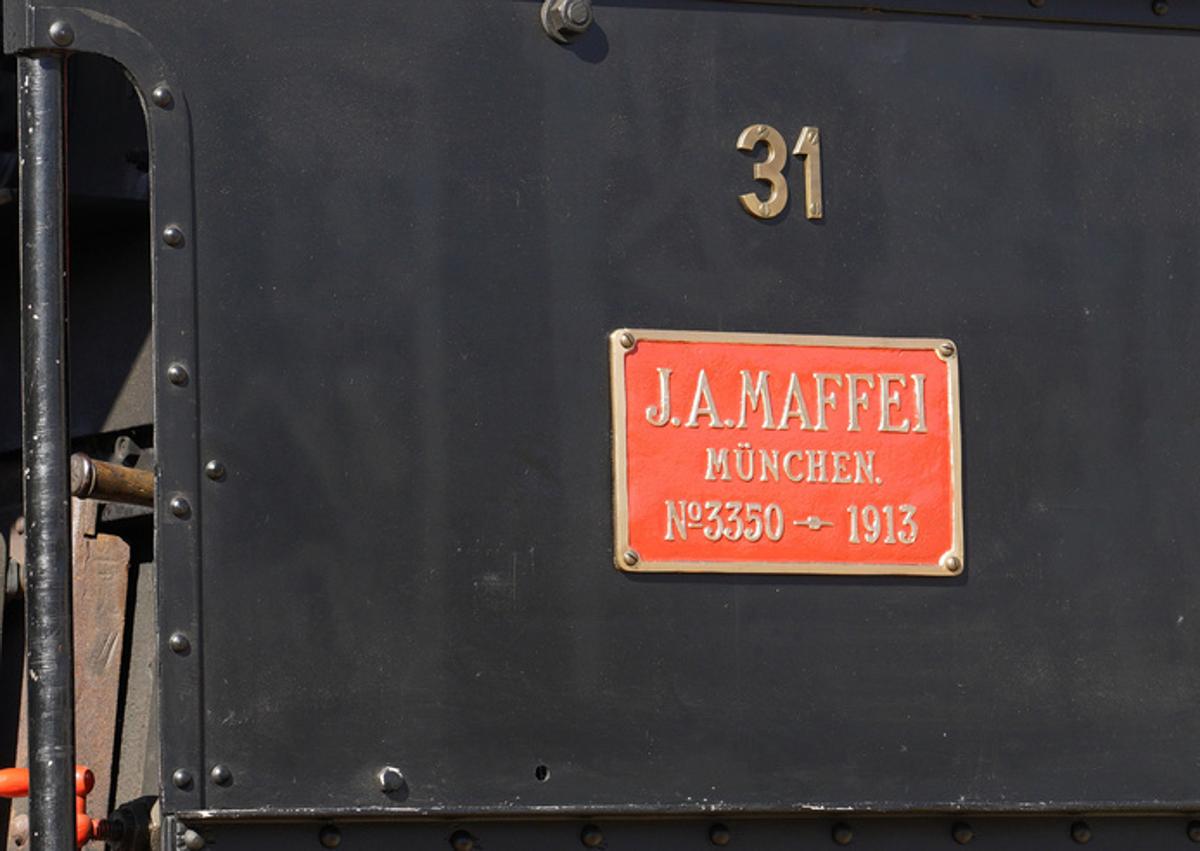 31
J.A.MAFFEI
MÜNCHEN.
Nº3350 - 1913